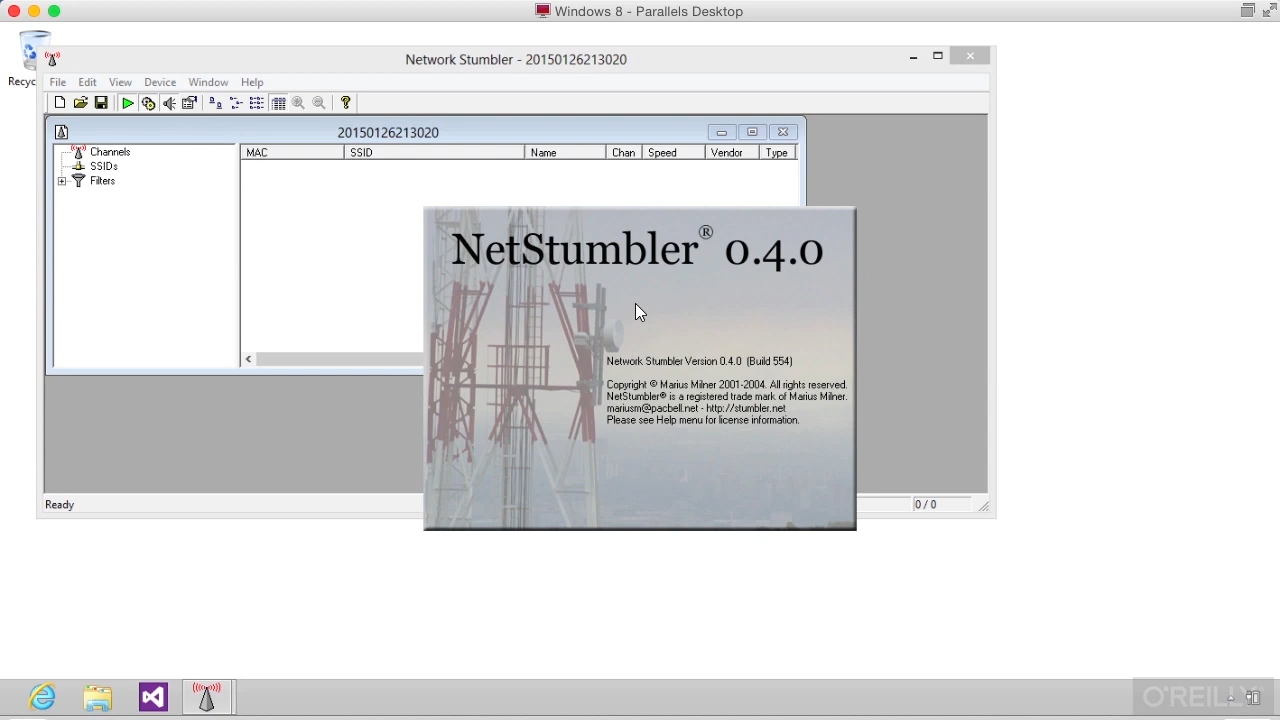 Windows 8 - Parallels Desktop
Network Stumbler - 20150126213020
File Edit View Device Window Help
20150126213020
Channels
SSIDs
Filters
MAC SSID Name Chan Speed Vendor Type
NetStumbler® 0.4.0
Network Stumbler Version 0.4.0 (Build 554)
Copyright © Marius Milner 2001-2004. All rights reserved.
NetStumbler® is a registered trade mark of Marius Milner.
mariusm@pacbell.net - http://stumbler.net
Please see Help menu for license information.
Ready
0 / 0
O'REILLY